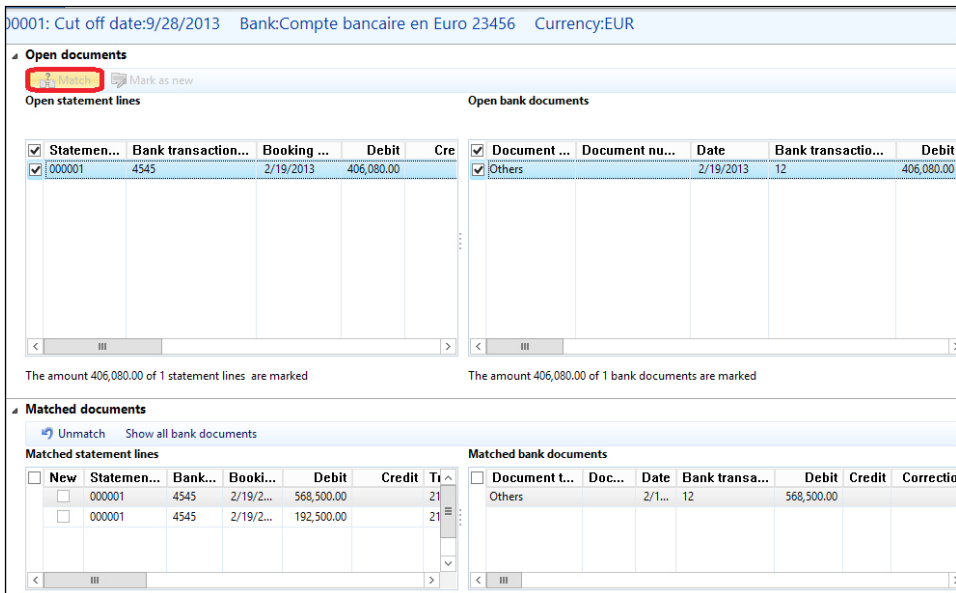 00001: Cut off date:9/28/2013 Bank:Compte bancaire en Euro 23456 Currency:EUR
Open documents
Match Mark as new
Open statement lines
Statemen... Bank transaction... Booking ... Debit Cre
000001 4545 2/19/2013 406,080.00
The amount 406,080.00 of 1 statement lines are marked
Open bank documents
Document ... Document nu... Date Bank transactio... Debit
Others 2/19/2013 12 406,080.00
The amount 406,080.00 of 1 bank documents are marked
Matched documents
Unmatch Show all bank documents
Matched statement lines
New Statemen... Bank... Booki... Debit Credit
000001 4545 2/19/2... 568,500.00 21
000001 4545 2/19/2... 192,500.00 21
Matched bank documents
Document t... Doc... Date Bank transa... Debit Credit Correctio
Others 2/1... 12 568,500.00